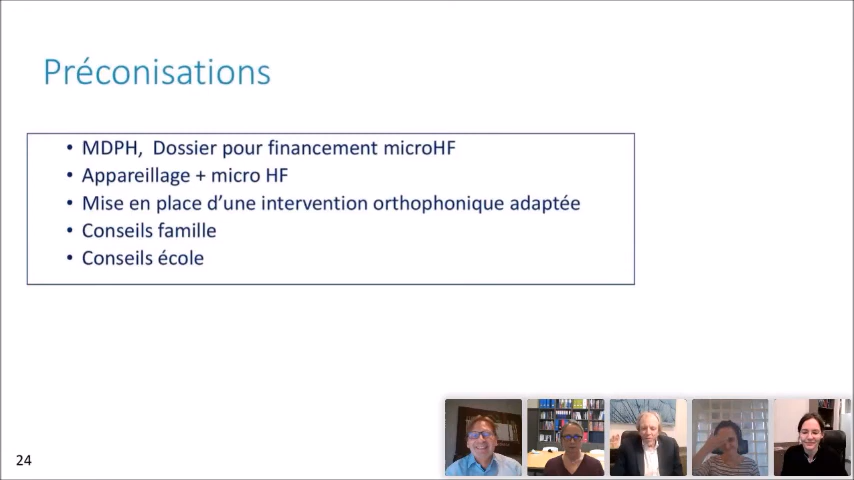 Préconisations
• MDPH, Dossier pour financement microHF
• Appareillage + micro HF
• Mise en place d'une intervention orthophonique adaptée
• Conseils famille
• Conseils école
24